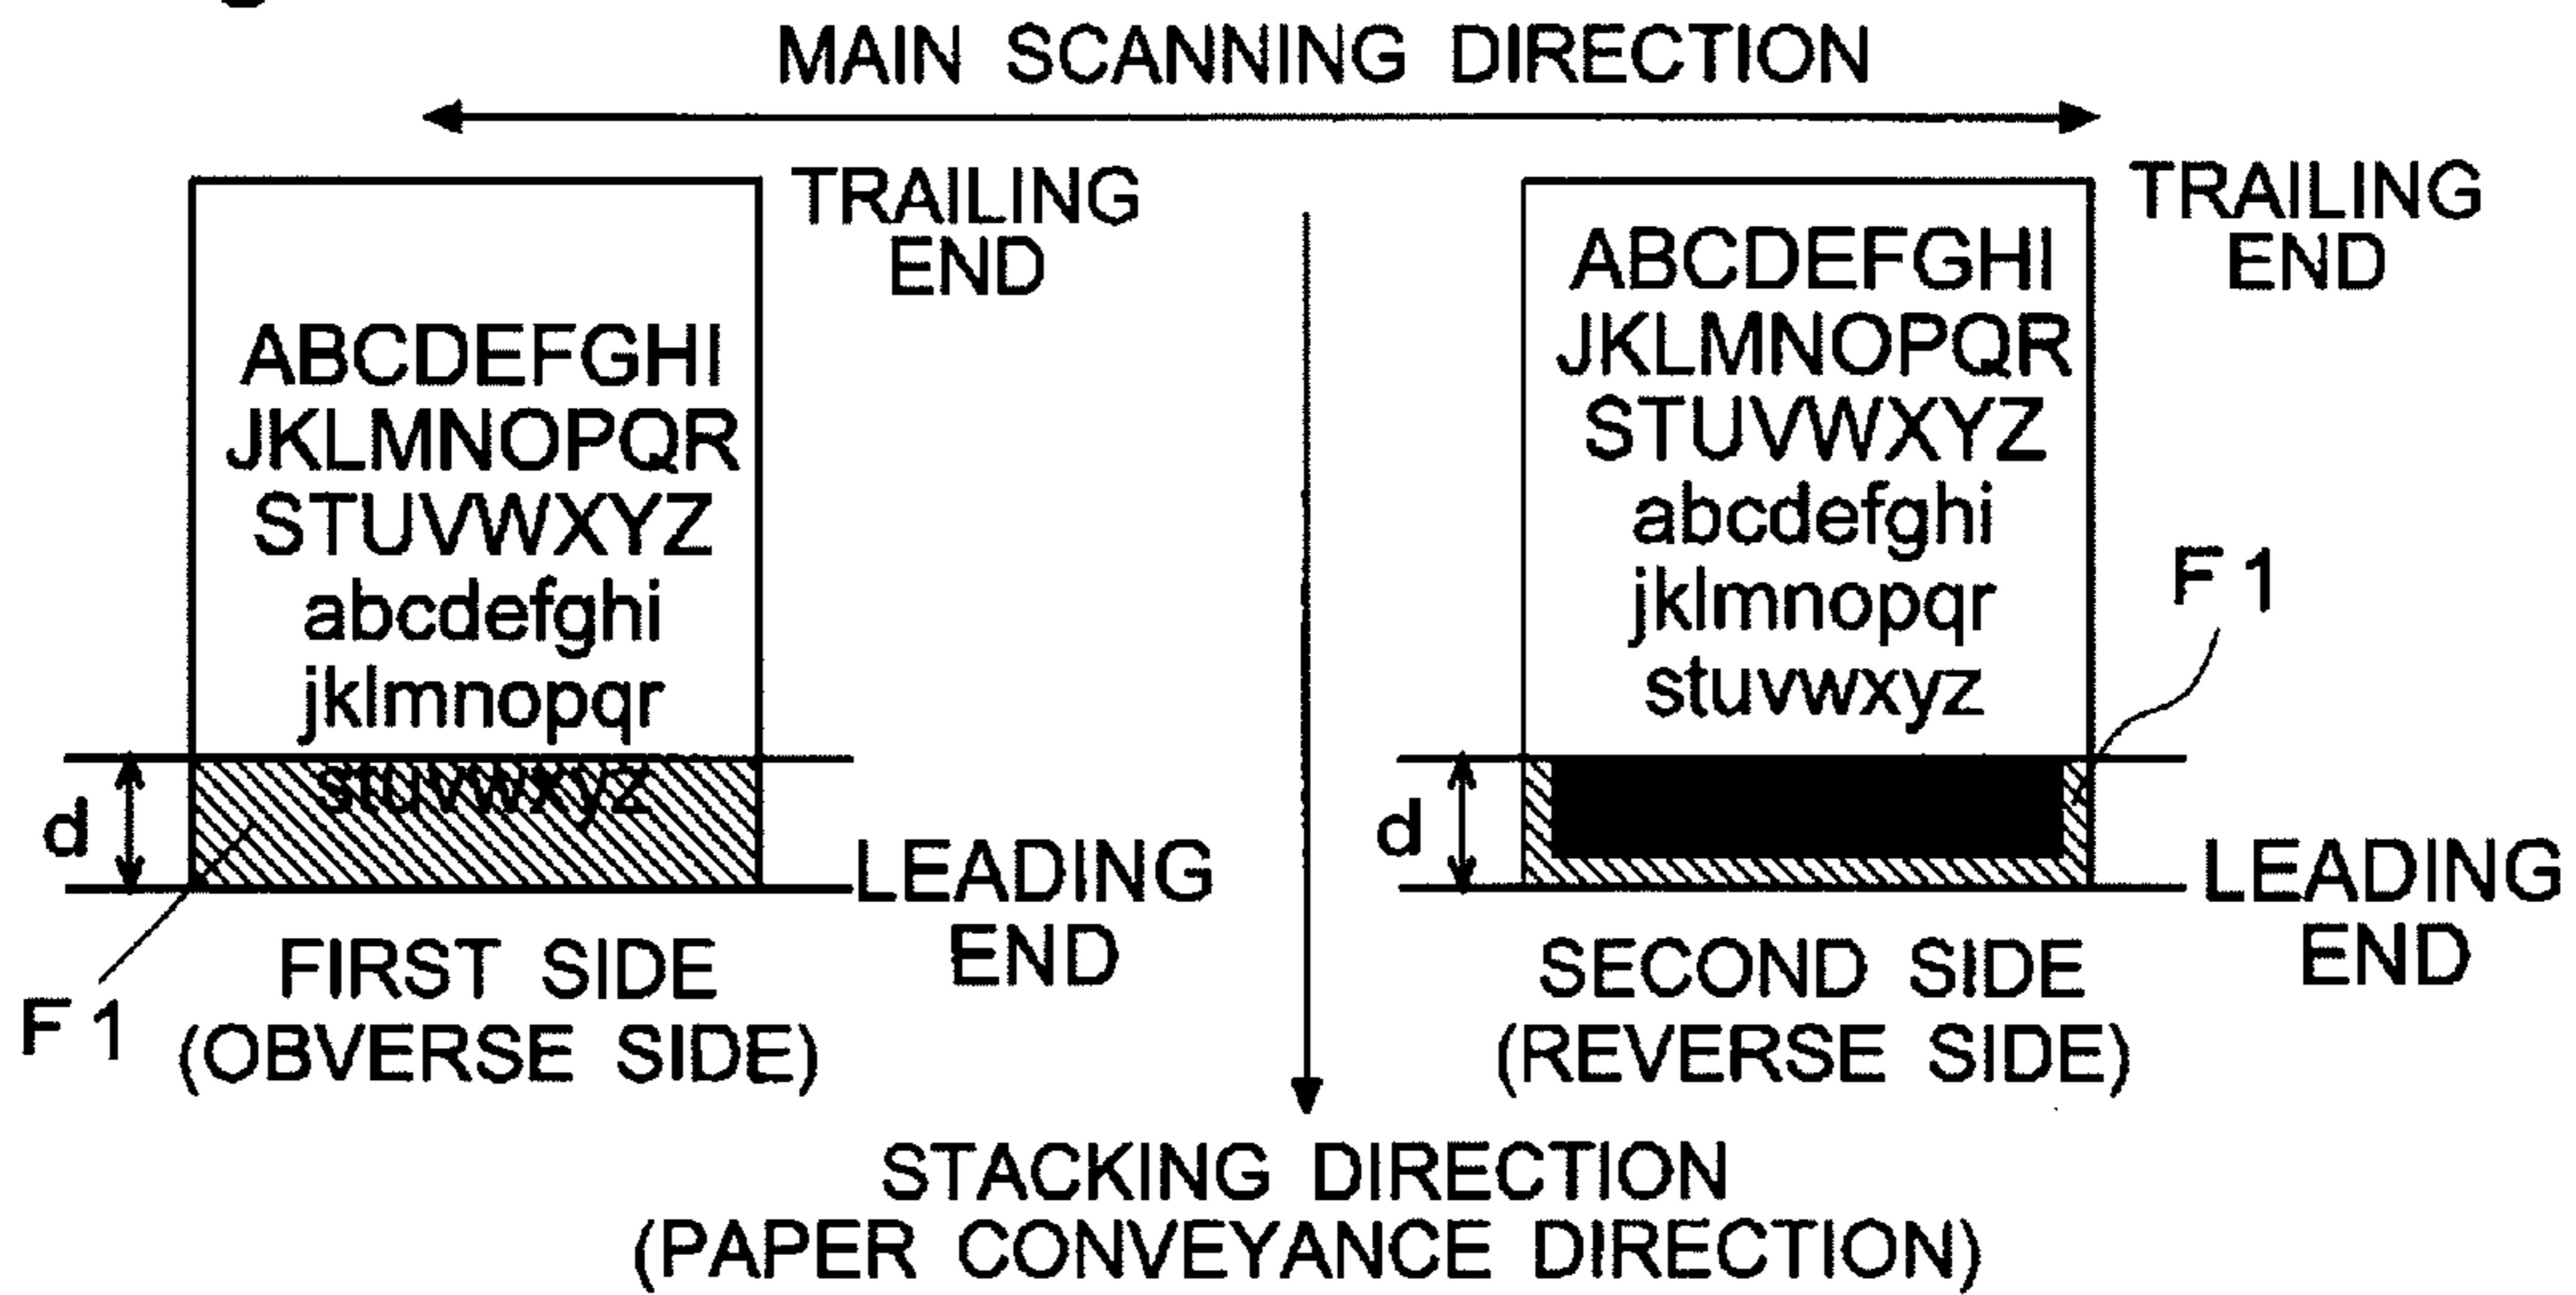 MAIN SCANNING DIRECTION
TRAILING
END
ABCDEFGHI
JKLMNOPQR
STUVWXYZ
abcdefghi
jklmnopqr
stuvwxyz
d
LEADING
END
F1
FIRST SIDE
(OBVERSE SIDE)
TRAILING
END
ABCDEFGHI
JKLMNOPQR
STUVWXYZ
abcdefghi
jklmnopqr
stuvwxyz
F1
d
LEADING
END
SECOND SIDE
(REVERSE SIDE)
STACKING DIRECTION
(PAPER CONVEYANCE DIRECTION)